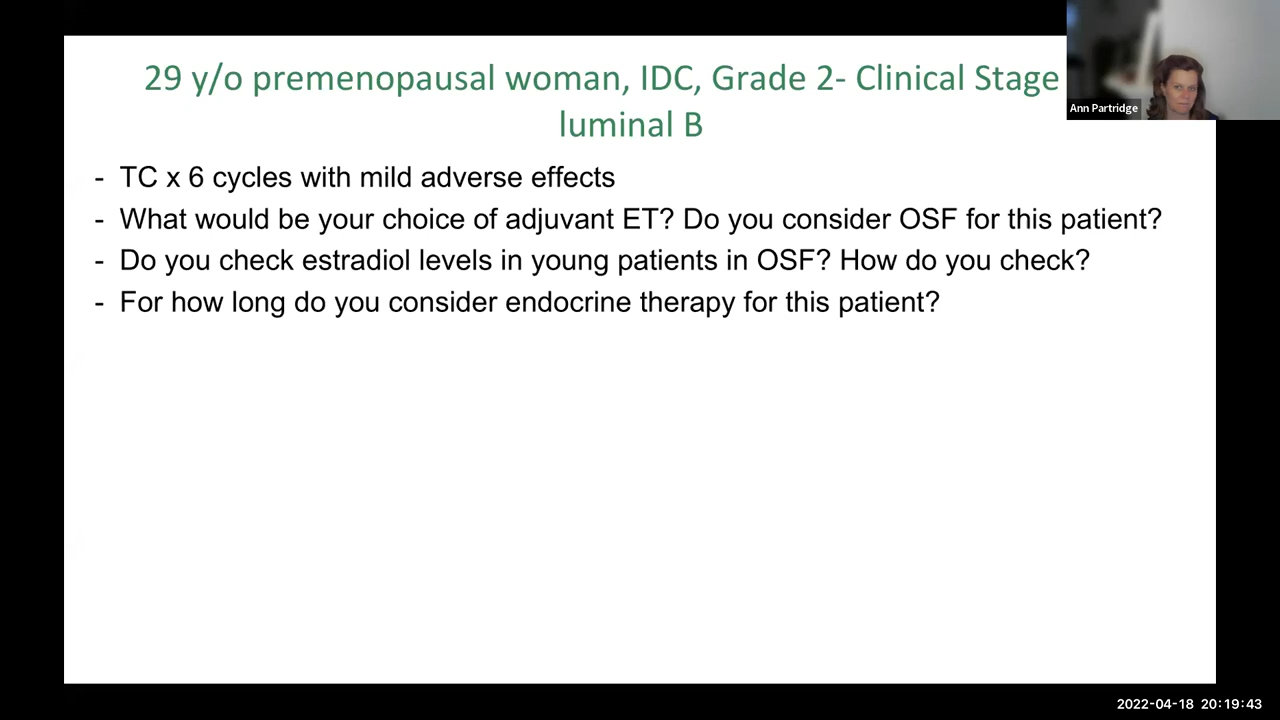 29 y/o premenopausal woman, IDC, Grade 2- Clinical Stage
luminal B
Ann Partridge
- TC x 6 cycles with mild adverse effects
- What would be your choice of adjuvant ET? Do you consider OSF for this patient?
- Do you check estradiol levels in young patients in OSF? How do you check?
- For how long do you consider endocrine therapy for this patient?
2022-04-18 20:19:43